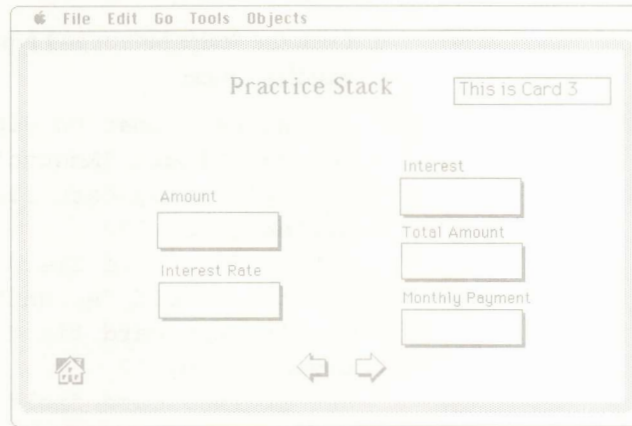 File Edit Go Tools Objects
Practice Stack
This is Card 3
Amount
Interest Rate
Interest
Total Amount
Monthly Payment